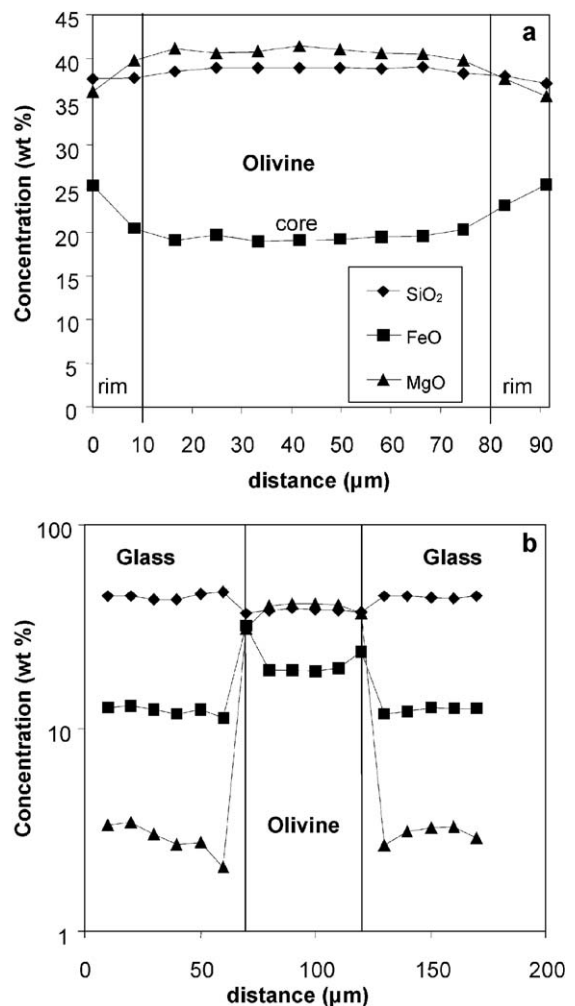 a
45
40
35
30
25
20
15
10
5
0
Concentration (wt %)
Olivine
core
SiO₂
FeO
MgO
rim
rim
0 10 20 30 40 50 60 70 80 90
distance (µm)
b
100
10
1
Concentration (wt %)
Glass
Glass
Olivine
0 50 100 150 200
distance (µm)